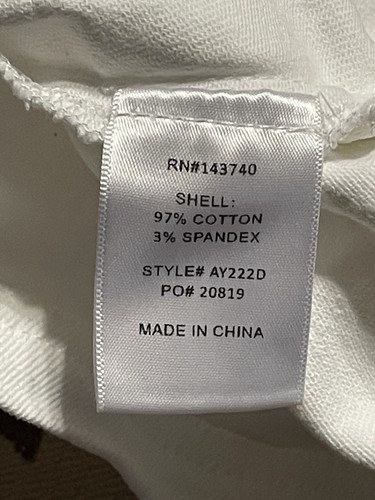 RN#143740
SHELL:
97% COTTON
3% SPANDEX
STYLE# AY222D
PO# 20819
MADE IN CHINA